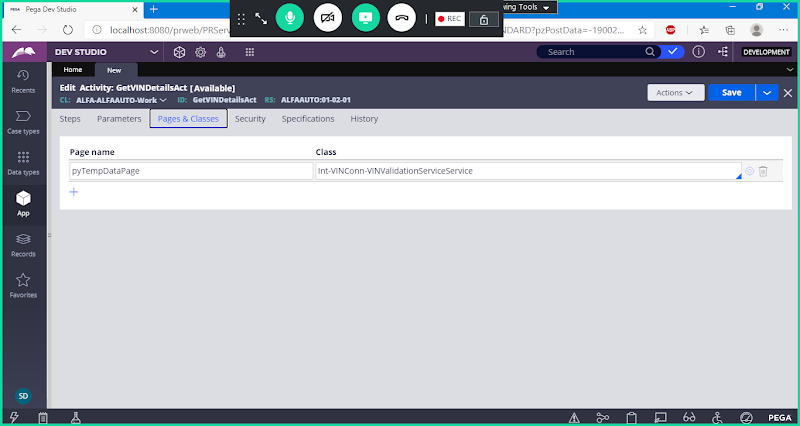 PEGA Pega Dev Studio
ving Tools
localhost:8080/prweb/PRServ
REC
NDARD?pzPostData=-19002...
DEV STUDIO
Search
DEVELOPMENT
Home New
Edit Activity: GetVINDetailsAct [Available]
CL: ALFA-ALFAAUTO-Work ID: GetVINDetailsAct RS: ALFAAUTO:01-02-01
Actions
Save
Steps Parameters Pages & Classes Security Specifications History
Page name Class
pyTempDataPage Int-VINConn-VINValidationServiceService
Recents
Case types
Data types
App
Records
Favorites
SD
PEGA